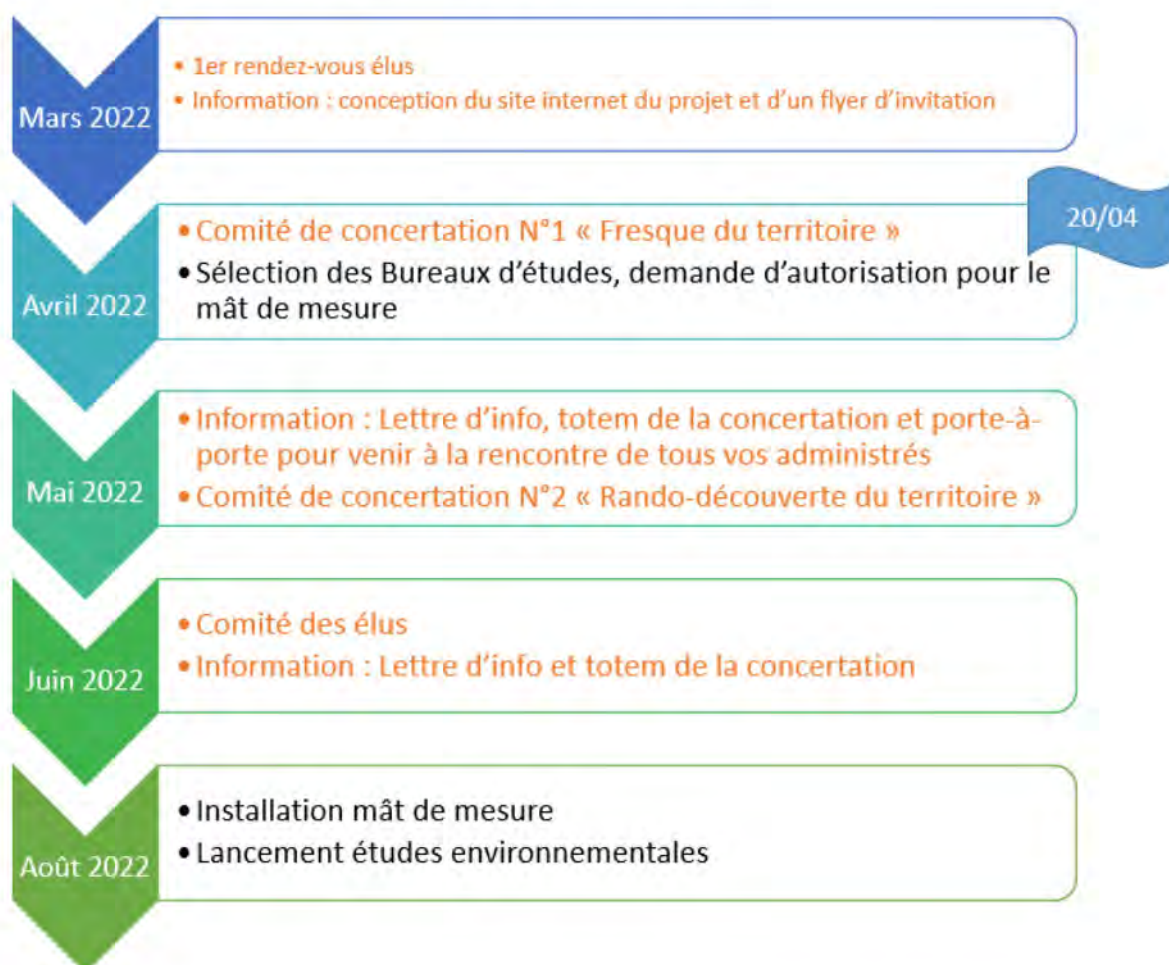 • 1er rendez-vous élus
• Information : conception du site internet du projet et d'un flyer d'invitation
Mars 2022
20/04
• Comité de concertation N°1 « Fresque du territoire »
• Sélection des Bureaux d'études, demande d'autorisation pour le
mât de mesure
Avril 2022
• Information : Lettre d'info, totem de la concertation et porte-à-
porte pour venir à la rencontre de tous vos administrés
• Comité de concertation N°2 « Rando-découverte du territoire »
Mai 2022
• Comité des élus
• Information : Lettre d'info et totem de la concertation
Juin 2022
• Installation mât de mesure
• Lancement études environnementales
Août 2022